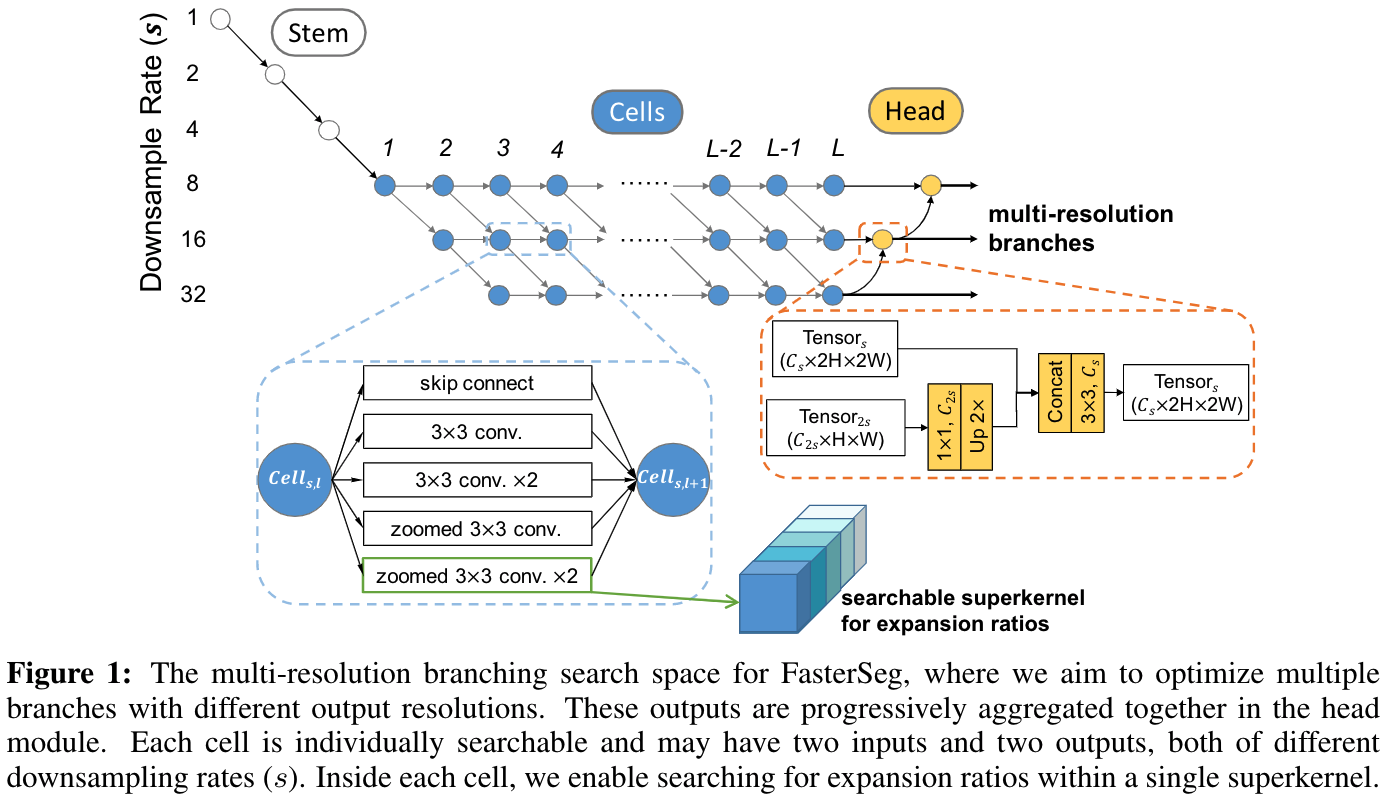 Downsample Rate (s)
1
2
4
8
16
32
Stem
Cells
Head
1 2 3 4 ...... L-2 L-1 L
......
......
......
multi-resolution
branches
skip connect
3×3 conv.
3×3 conv. ×2
zoomed 3×3 conv.
zoomed 3×3 conv. ×2
Cell_{s,l}
Cell_{s,l+1}
Tensor_s
(C_s×2H×2W)
Tensor_{2s}
(C_{2s}×H×W)
1×1, C_{2s}
Up 2×
Concat
3×3, C_s
Tensor_s
(C_s×2H×2W)
searchable superkernel
for expansion ratios
Figure 1: The multi-resolution branching search space for FasterSeg, where we aim to optimize multiple
branches with different output resolutions. These outputs are progressively aggregated together in the head
module. Each cell is individually searchable and may have two inputs and two outputs, both of different
downsampling rates (s). Inside each cell, we enable searching for expansion ratios within a single superkernel.